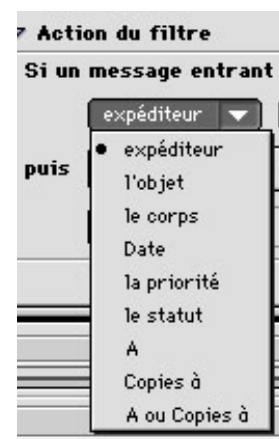 Action du filtre
Si un message entrant
expéditeur
expéditeur
puis
l'objet
le corps
Date
la priorité
le statut
A
Copies à
A ou Copies à